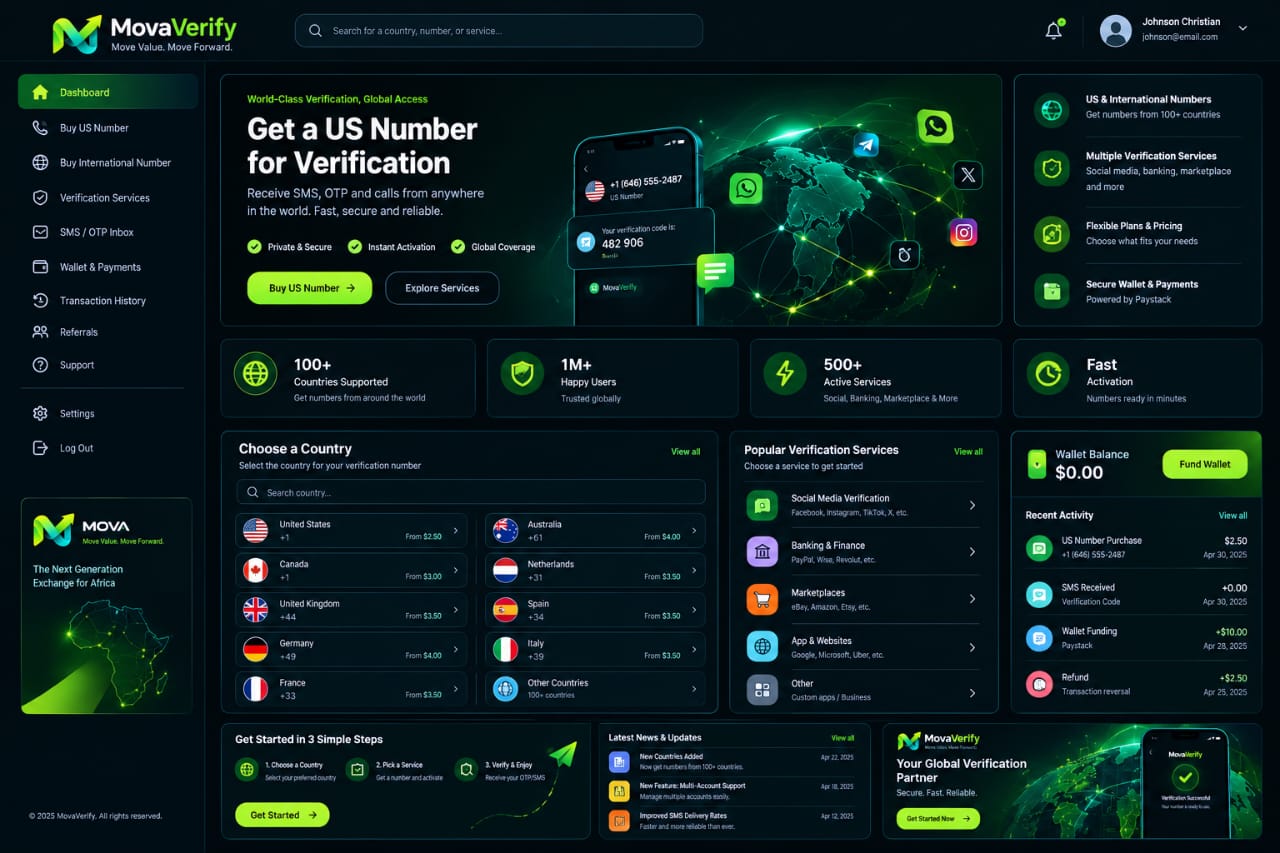 MovaVerify
Move Value. Move Forward.
Search for a country, number, or service...
Johnson Christian
johnson@email.com
Dashboard
Buy US Number
Buy International Number
Verification Services
SMS / OTP Inbox
Wallet & Payments
Transaction History
Referrals
Support
Settings
Log Out
MOVA
Move Value. Move Forward.
The Next Generation
Exchange for Africa
© 2025 MovaVerify. All rights reserved.
World-Class Verification, Global Access
Get a US Number
for Verification
Receive SMS, OTP and calls from anywhere
in the world. Fast, secure and reliable.
Private & Secure
Instant Activation
Global Coverage
Buy US Number
Explore Services
+1 (646) 555-2487
US Number
Your verification code is:
482 906
MovaVerify
US & International Numbers
Get numbers from 100+ countries
Multiple Verification Services
Social media, banking, marketplace
and more
Flexible Plans & Pricing
Choose what fits your needs
Secure Wallet & Payments
Powered by Paystack
100+
Countries Supported
Get numbers from around the world
1M+
Happy Users
Trusted globally
500+
Active Services
Social, Banking, Marketplace & More
Fast
Activation
Numbers ready in minutes
Choose a Country
View all
Select the country for your verification number
Search country...
United States
+1
From $2.50
Australia
+61
From $4.00
Canada
+1
From $3.00
Netherlands
+31
From $3.50
United Kingdom
+44
From $3.50
Spain
+34
From $3.50
Germany
+49
From $4.00
Italy
+39
From $3.50
France
+33
From $3.50
Other Countries
100+ countries
Popular Verification Services
View all
Choose a service to get started
Social Media Verification
Facebook, Instagram, TikTok, X, etc.
Banking & Finance
PayPal, Wise, Revolut, etc.
Marketplaces
eBay, Amazon, Etsy, etc.
App & Websites
Google, Microsoft, Uber, etc.
Other
Custom apps / Business
Wallet Balance
$0.00
Fund Wallet
Recent Activity
View all
US Number Purchase
$2.50
+1 (646) 555-2487
Apr 30, 2025
SMS Received
+0.00
Verification Code
Apr 30, 2025
Wallet Funding
+$10.00
Paystack
Apr 28, 2025
Refund
+$2.50
Transaction reversal
Apr 25, 2025
Get Started in 3 Simple Steps
1. Choose a Country
Select your preferred country
2. Pick a Service
Get a number and activate
3. Verify & Enjoy
Receive your OTP/SMS
Get Started
Latest News & Updates
View all
New Countries Added
Apr 22, 2025
Now get numbers from 100+ countries.
New Feature: Multi-Account Support
Apr 18, 2025
Manage multiple accounts easily.
Improved SMS Delivery Rates
Apr 12, 2025
Faster and more reliable than ever.
MovaVerify
Move Value. Move Forward.
Your Global Verification
Partner
Secure. Fast. Reliable.
Get Started Now
MovaVerify
Verification Successful
Your number is ready to use.